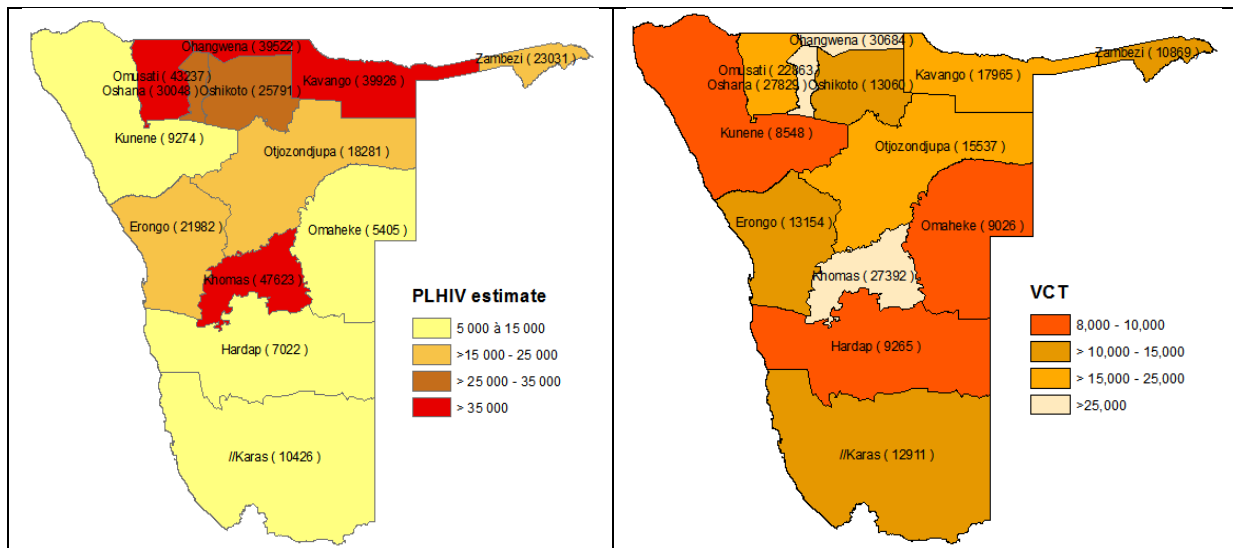 Ohangwena ( 39522 )
Zambezi ( 23031 )
Omusati ( 43237 )
Kavango ( 39926 )
Oshana ( 30048 )
Oshikoto ( 25791 )
Kunene ( 9274 )
Otjozondjupa ( 18281 )
Erongo ( 21982 )
Omaheke ( 5405 )
Khomas ( 47623 )
Hardap ( 7022 )
//Karas ( 10426 )
PLHIV estimate
5 000 à 15 000
>15 000 - 25 000
> 25 000 - 35 000
> 35 000
Ohangwena ( 30684 )
Zambezi ( 10869 )
Omusati ( 22863 )
Kavango ( 17965 )
Oshana ( 27829 )
Oshikoto ( 13060 )
Kunene ( 8548 )
Otjozondjupa ( 15537 )
Erongo ( 13154 )
Omaheke ( 9026 )
Khomas ( 27392 )
Hardap ( 9265 )
//Karas ( 12911 )
VCT
8,000 - 10,000
> 10,000 - 15,000
> 15,000 - 25,000
>25,000